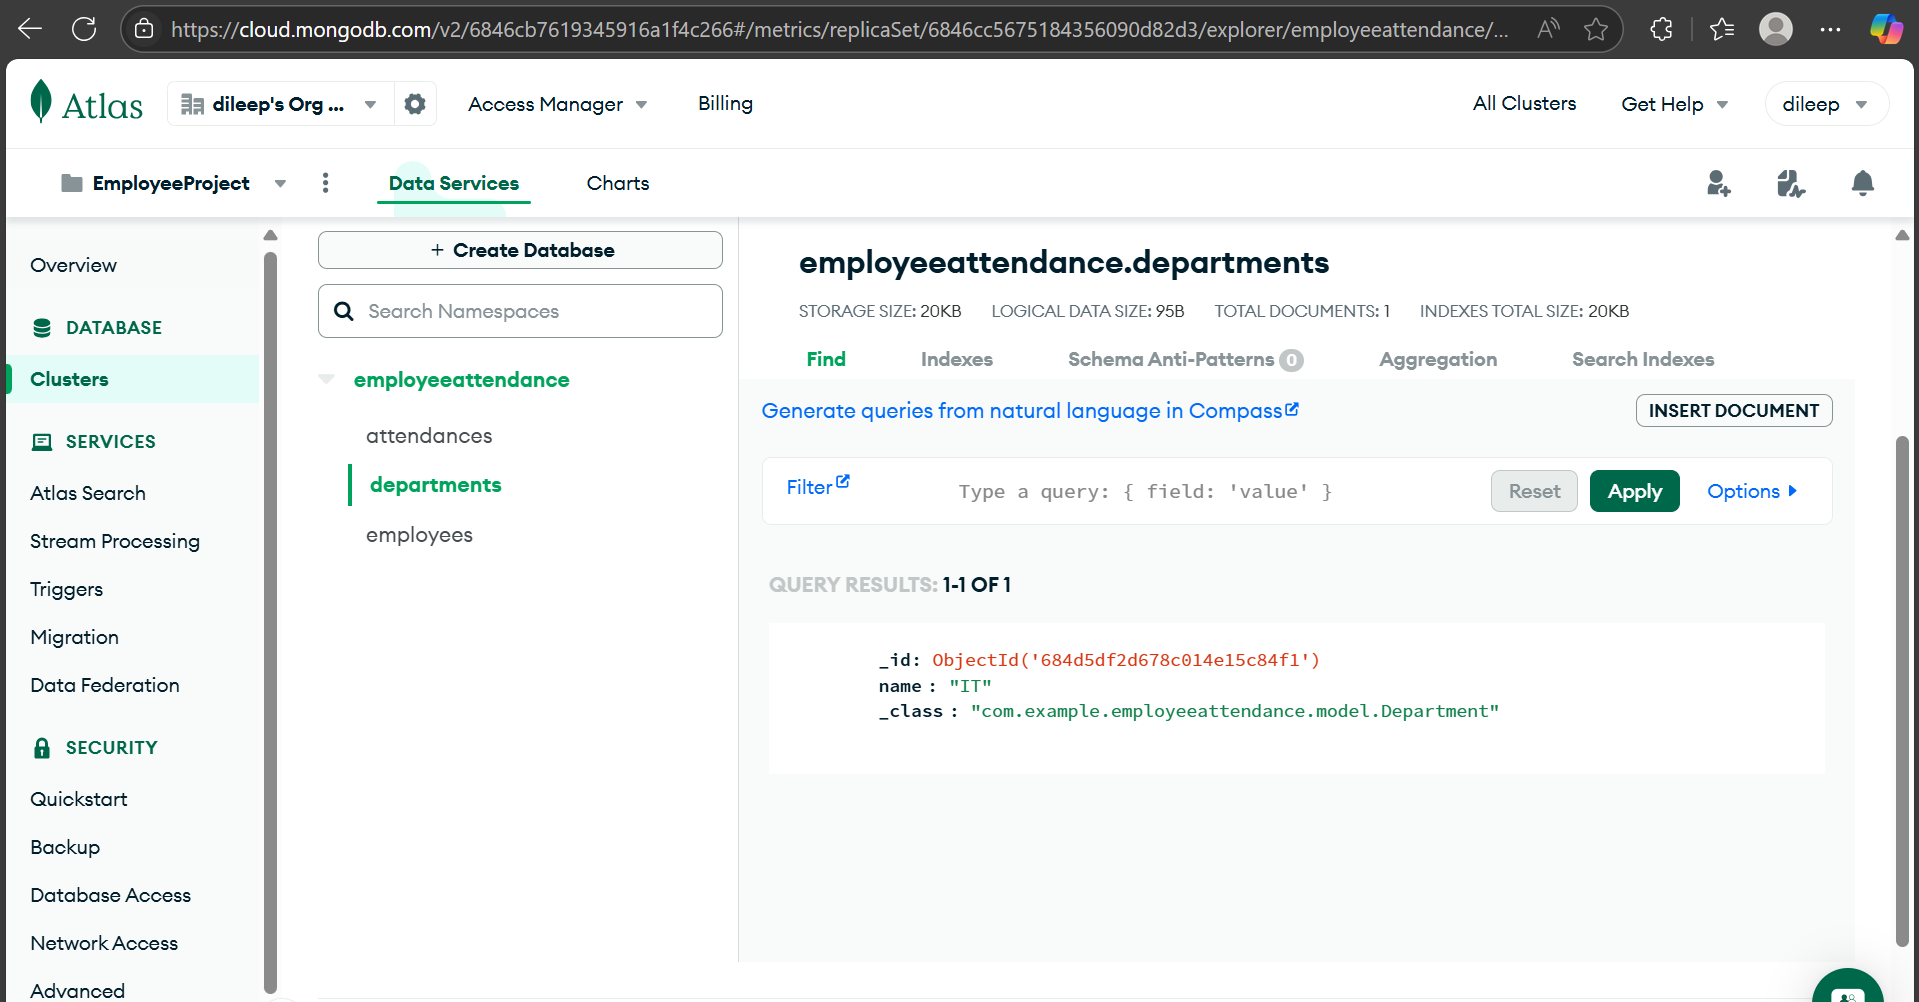 https://cloud.mongodb.com/v2/6846cb7619345916a1f4c266#/metrics/replicaSet/6846cc5675184356090d82d3/explorer/employeeattendance/...
Atlas
dileep's Org ...
Access Manager
Billing
All Clusters
Get Help
dileep
EmployeeProject
Data Services
Charts
Overview
DATABASE
Clusters
SERVICES
Atlas Search
Stream Processing
Triggers
Migration
Data Federation
SECURITY
Quickstart
Backup
Database Access
Network Access
Advanced
+ Create Database
Search Namespaces
employeeattendance
attendances
departments
employees
employeeattendance.departments
STORAGE SIZE: 20KB LOGICAL DATA SIZE: 95B TOTAL DOCUMENTS: 1 INDEXES TOTAL SIZE: 20KB
Find Indexes Schema Anti-Patterns 0 Aggregation Search Indexes
Generate queries from natural language in Compass
INSERT DOCUMENT
Filter Type a query: { field: 'value' } Reset Apply Options
QUERY RESULTS: 1-1 OF 1
_id: ObjectId('684d5df2d678c014e15c84f1')
name : "IT"
_class : "com.example.employeeattendance.model.Department"